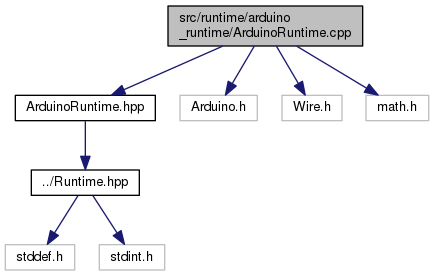 src/runtime/arduino
_runtime/ArduinoRuntime.cpp
ArduinoRuntime.hpp
Arduino.h
Wire.h
math.h
../Runtime.hpp
stddef.h
stdint.h